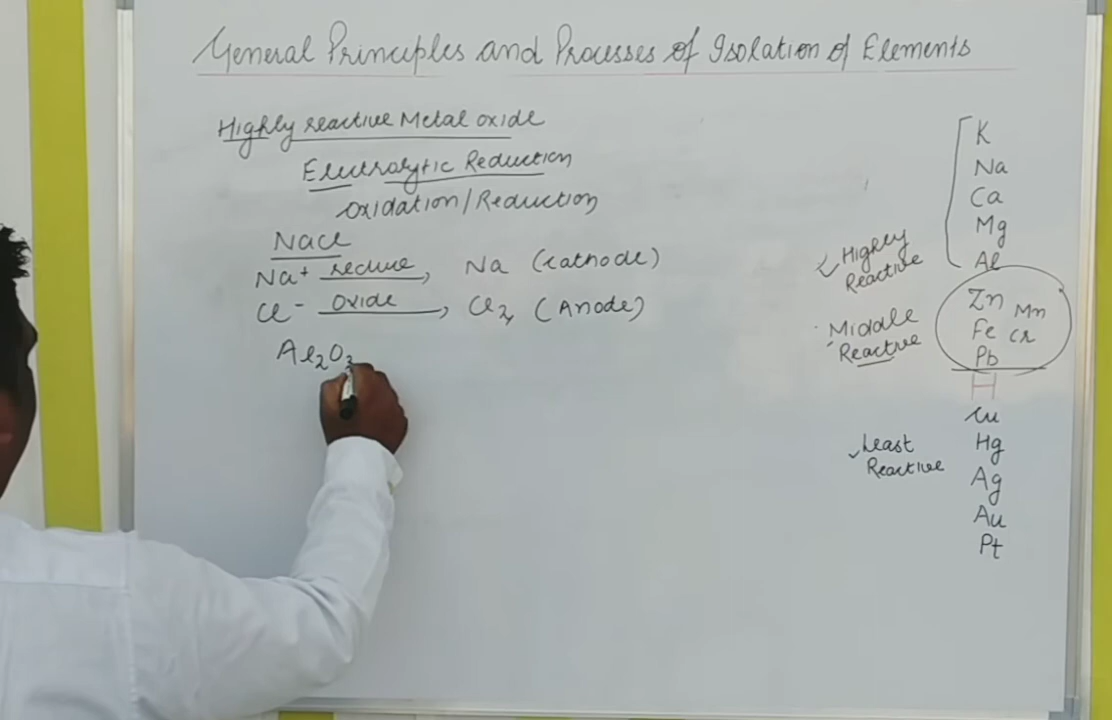 General Principles and Processes of Isolation of Elements
Highly reactive Metal oxide
Electrolytic Reduction
Oxidation/Reduction
NaCl
Na+ reduce, Na (Cathode)
Cl- Oxide, Cl2, (Anode)
Al2O3
K
Na
Ca
Mg
Al
Highly
Reactive
Zn Mn
Fe Cr
Pb
Middle
Reactive
H
Cu
Hg
Ag
Au
Pt
Least
Reactive